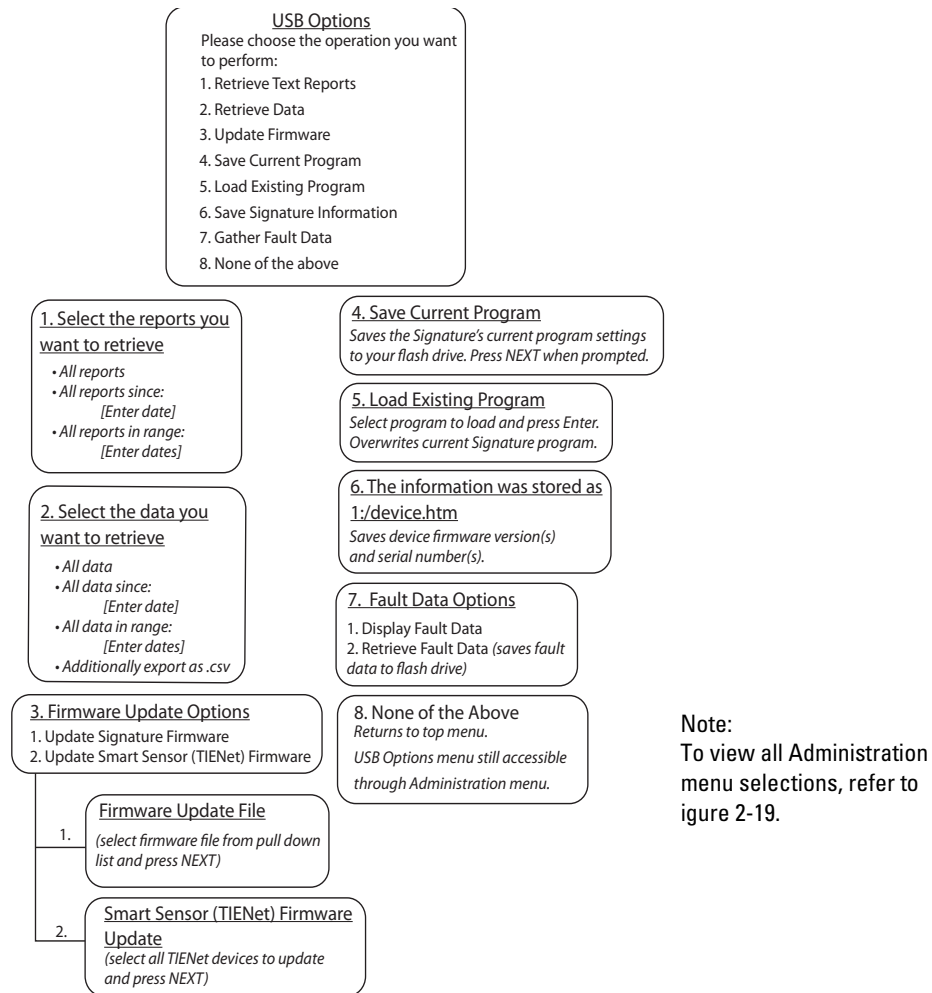 USB Options
Please choose the operation you want
to perform:
1. Retrieve Text Reports
2. Retrieve Data
3. Update Firmware
4. Save Current Program
5. Load Existing Program
6. Save Signature Information
7. Gather Fault Data
8. None of the above
1. Select the reports you
want to retrieve
• All reports
• All reports since:
[Enter date]
• All reports in range:
[Enter dates]
2. Select the data you
want to retrieve
• All data
• All data since:
[Enter date]
• All data in range:
[Enter dates]
• Additionally export as .csv
3. Firmware Update Options
1. Update Signature Firmware
2. Update Smart Sensor (TIENet) Firmware
1.
Firmware Update File
(select firmware file from pull down
list and press NEXT)
2.
Smart Sensor (TIENet) Firmware
Update
(select all TIENet devices to update
and press NEXT)
4. Save Current Program
Saves the Signature's current program settings
to your flash drive. Press NEXT when prompted.
5. Load Existing Program
Select program to load and press Enter.
Overwrites current Signature program.
6. The information was stored as
1:/device.htm
Saves device firmware version(s)
and serial number(s).
7. Fault Data Options
1. Display Fault Data
2. Retrieve Fault Data (saves fault
data to flash drive)
8. None of the Above
Returns to top menu.
USB Options menu still accessible
through Administration menu.
Note:
To view all Administration
menu selections, refer to
igure 2-19.